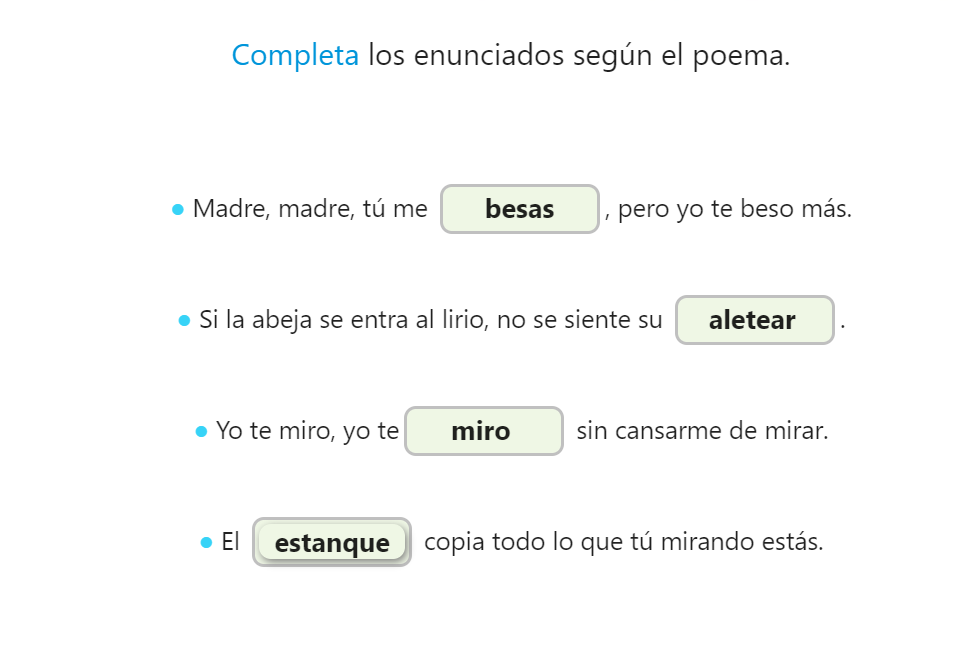 Completa los enunciados según el poema.
• Madre, madre, tú me besas, pero yo te beso más.
• Si la abeja se entra al lirio, no se siente su aletear.
• Yo te miro, yo te miro sin cansarme de mirar.
• El estanque copia todo lo que tú mirando estás.